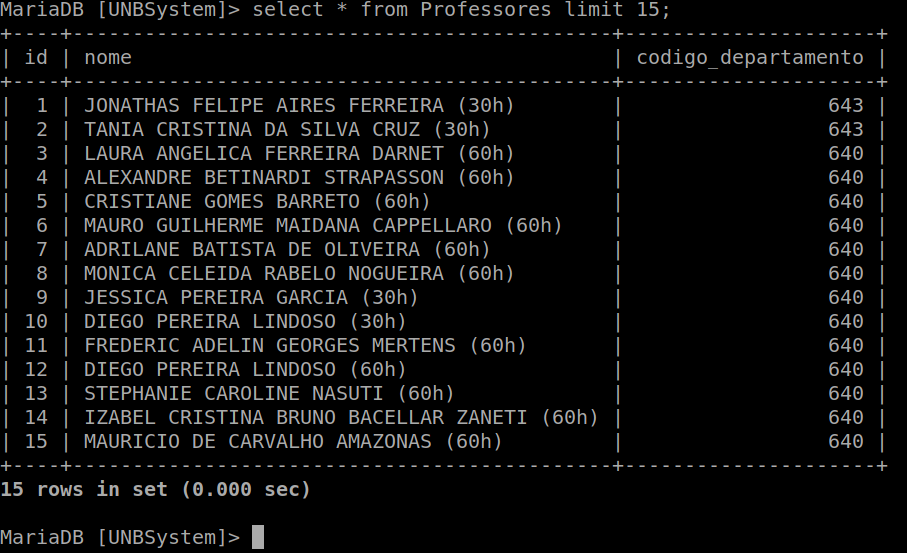 MariaDB [UNBSystem]> select * from Professores limit 15;
+----+---------------------------------------------+---------------------+
| id | nome                                        | codigo_departamento |
+----+---------------------------------------------+---------------------+
|  1 | JONATHAS FELIPE AIRES FERREIRA (30h)        |                 643 |
|  2 | TANIA CRISTINA DA SILVA CRUZ (30h)          |                 643 |
|  3 | LAURA ANGELICA FERREIRA DARNET (60h)        |                 640 |
|  4 | ALEXANDRE BETINARDI STRAPASSON (60h)        |                 640 |
|  5 | CRISTIANE GOMES BARRETO (60h)               |                 640 |
|  6 | MAURO GUILHERME MAIDANA CAPPELLARO (60h)    |                 640 |
|  7 | ADRILANE BATISTA DE OLIVEIRA (60h)          |                 640 |
|  8 | MONICA CELEIDA RABELO NOGUEIRA (60h)        |                 640 |
|  9 | JESSICA PEREIRA GARCIA (30h)                |                 640 |
| 10 | DIEGO PEREIRA LINDOSO (30h)                 |                 640 |
| 11 | FREDERIC ADELIN GEORGES MERTENS (60h)       |                 640 |
| 12 | DIEGO PEREIRA LINDOSO (60h)                 |                 640 |
| 13 | STEPHANIE CAROLINE NASUTI (60h)             |                 640 |
| 14 | IZABEL CRISTINA BRUNO BACELLAR ZANETI (60h) |                 640 |
| 15 | MAURICIO DE CARVALHO AMAZONAS (60h)         |                 640 |
+----+---------------------------------------------+---------------------+
15 rows in set (0.000 sec)
MariaDB [UNBSystem]>